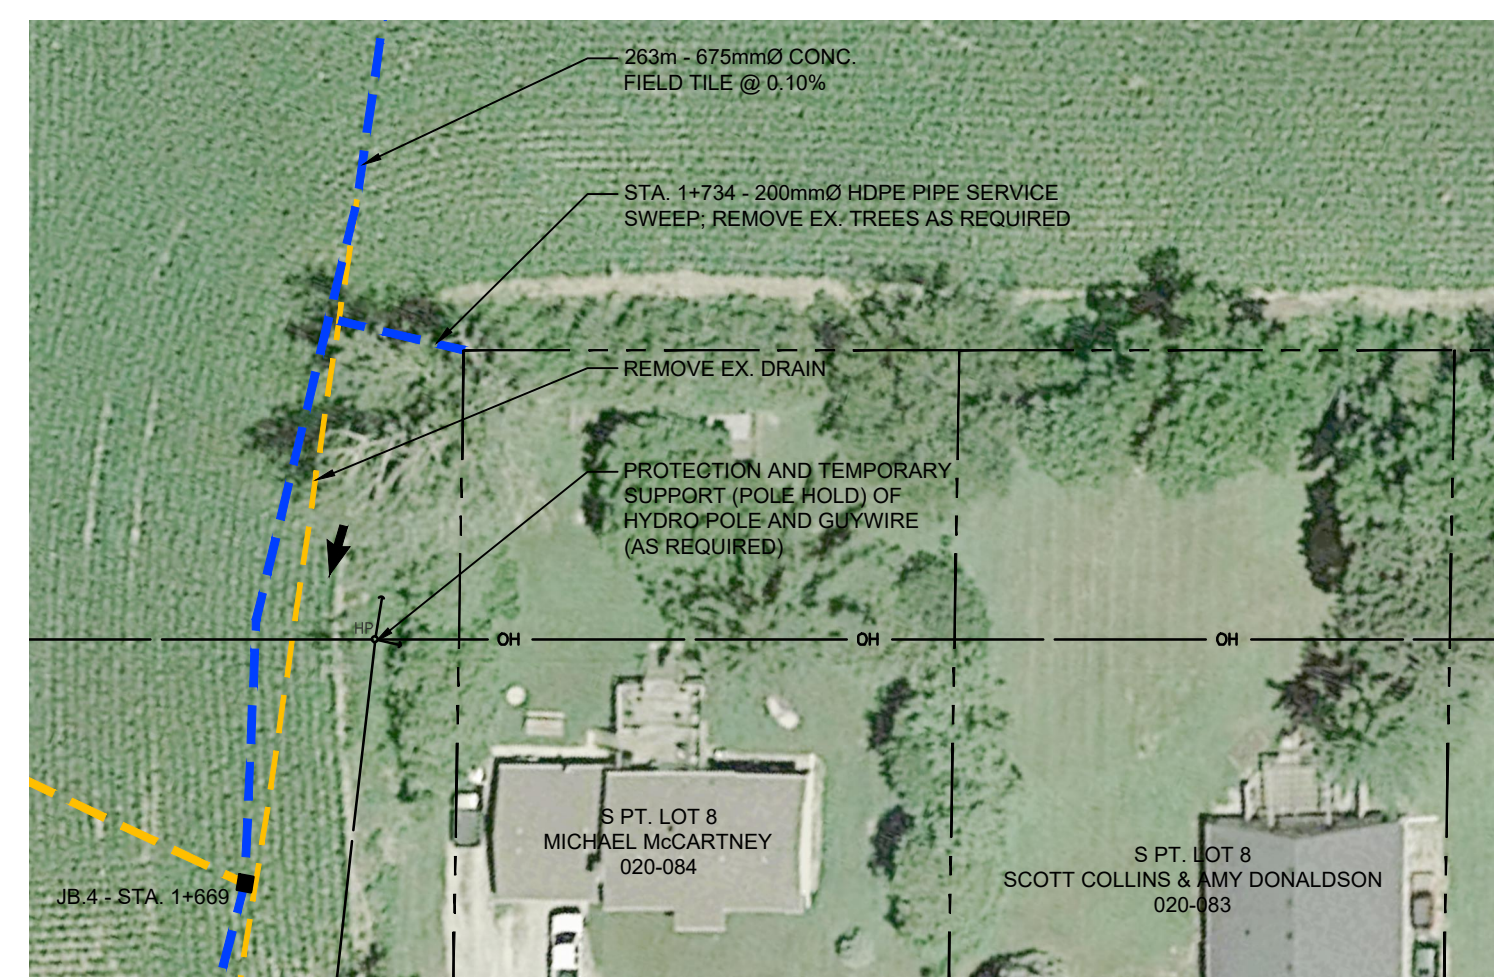 263m - 675mmØ CONC.
FIELD TILE @ 0.10%
STA. 1+734 - 200mmØ HDPE PIPE SERVICE
SWEEP; REMOVE EX. TREES AS REQUIRED
REMOVE EX. DRAIN
PROTECTION AND TEMPORARY
SUPPORT (POLE HOLD) OF
HYDRO POLE AND GUYWIRE
(AS REQUIRED)
HP
OH
OH
OH
S PT. LOT 8
MICHAEL McCARTNEY
020-084
S PT. LOT 8
SCOTT COLLINS & AMY DONALDSON
020-083
JB.4 - STA. 1+669